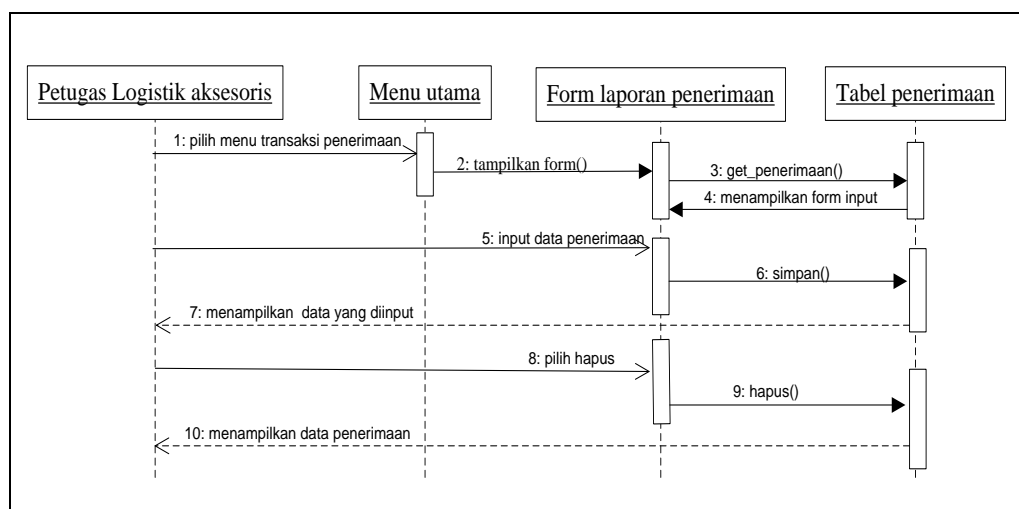 Petugas Logistik aksesoris
Menu utama
Form laporan penerimaan
Tabel penerimaan
1: pilih menu transaksi penerimaan
2: tampilkan form()
3: get_penerimaan()
4: menampilkan form input
5: input data penerimaan
6: simpan()
7: menampilkan data yang diinput
8: pilih hapus
9: hapus()
10: menampilkan data penerimaan